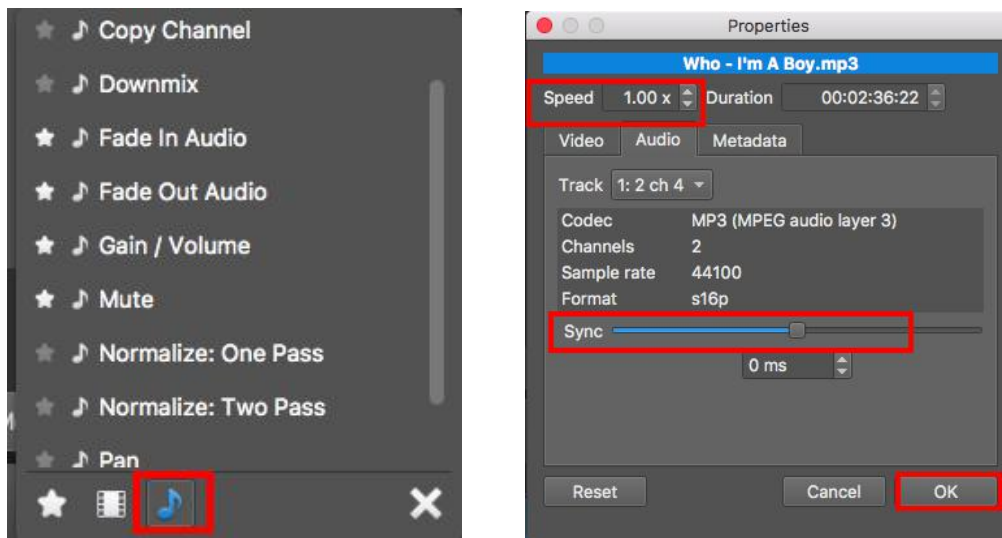 Copy Channel
Downmix
Fade In Audio
Fade Out Audio
Gain / Volume
Mute
Normalize: One Pass
Normalize: Two Pass
Pan
Properties
Who - I'm A Boy.mp3
Speed 1.00 x Duration 00:02:36:22
Video Audio Metadata
Track 1: 2 ch 4
Codec MP3 (MPEG audio layer 3)
Channels 2
Sample rate 44100
Format s16p
Sync
0 ms
Reset Cancel OK